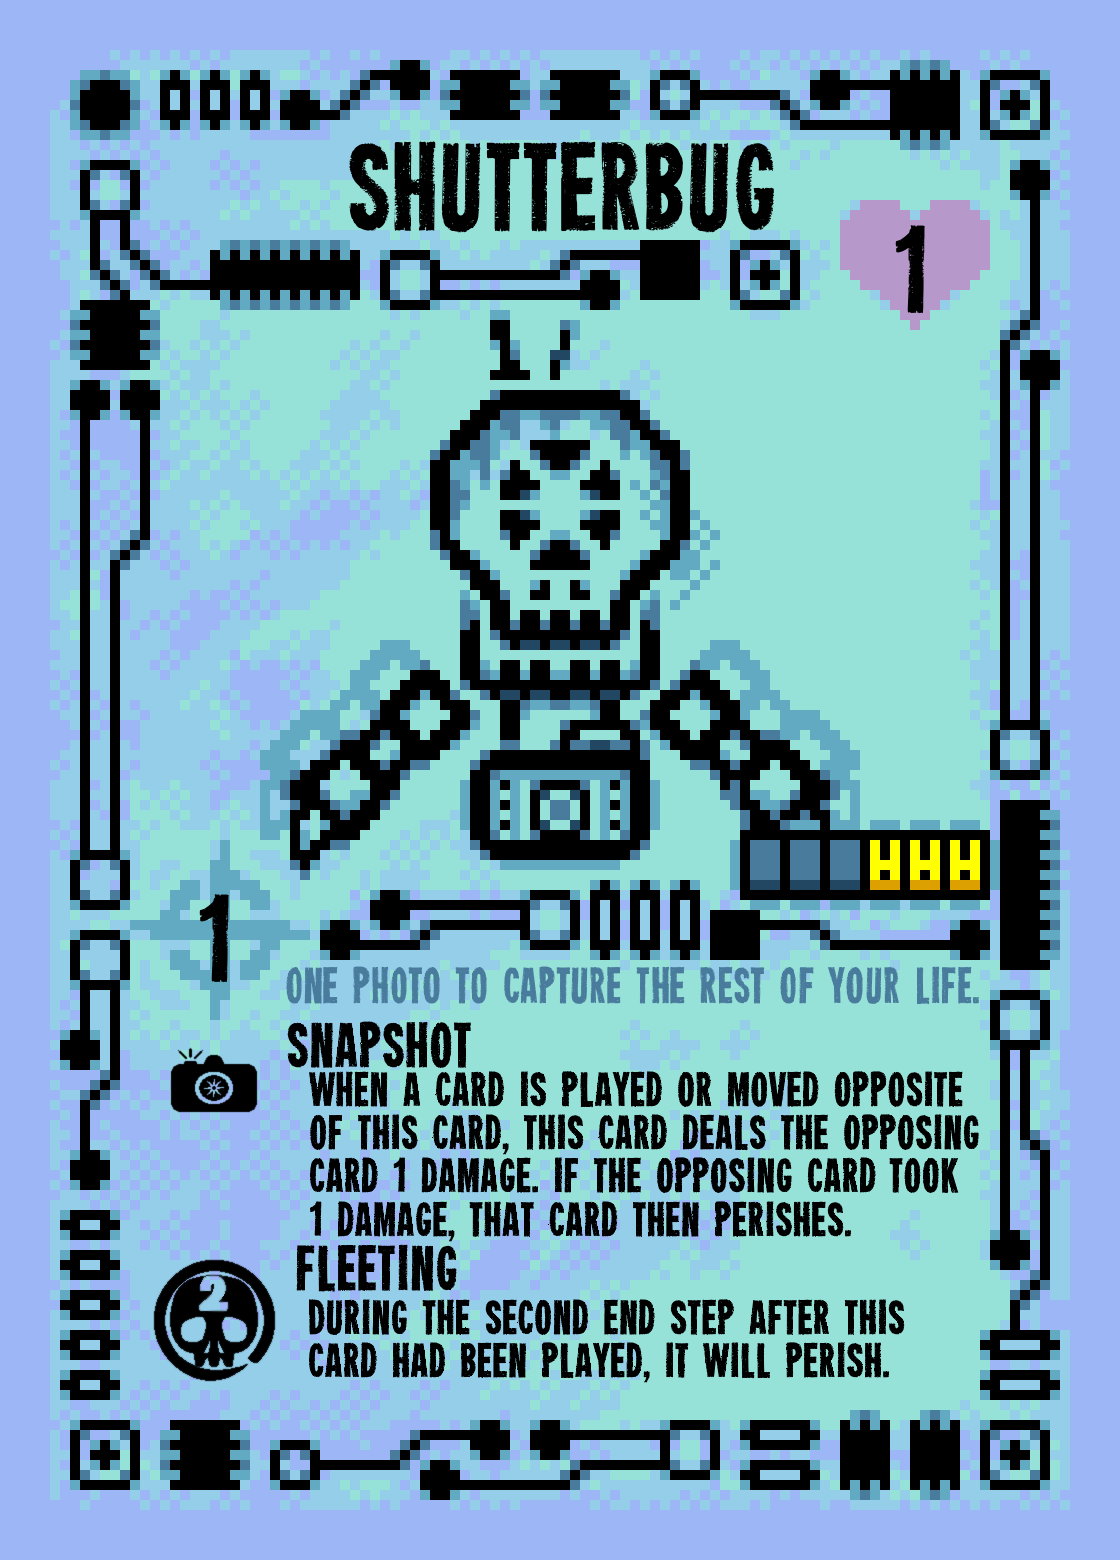 SHUTTERBUG
1
1
ONE PHOTO TO CAPTURE THE REST OF YOUR LIFE.
SNAPSHOT
WHEN A CARD IS PLAYED OR MOVED OPPOSITE
OF THIS CARD, THIS CARD DEALS THE OPPOSING
CARD 1 DAMAGE. IF THE OPPOSING CARD TOOK
1 DAMAGE, THAT CARD THEN PERISHES.
FLEETING
2
DURING THE SECOND END STEP AFTER THIS
CARD HAD BEEN PLAYED, IT WILL PERISH.